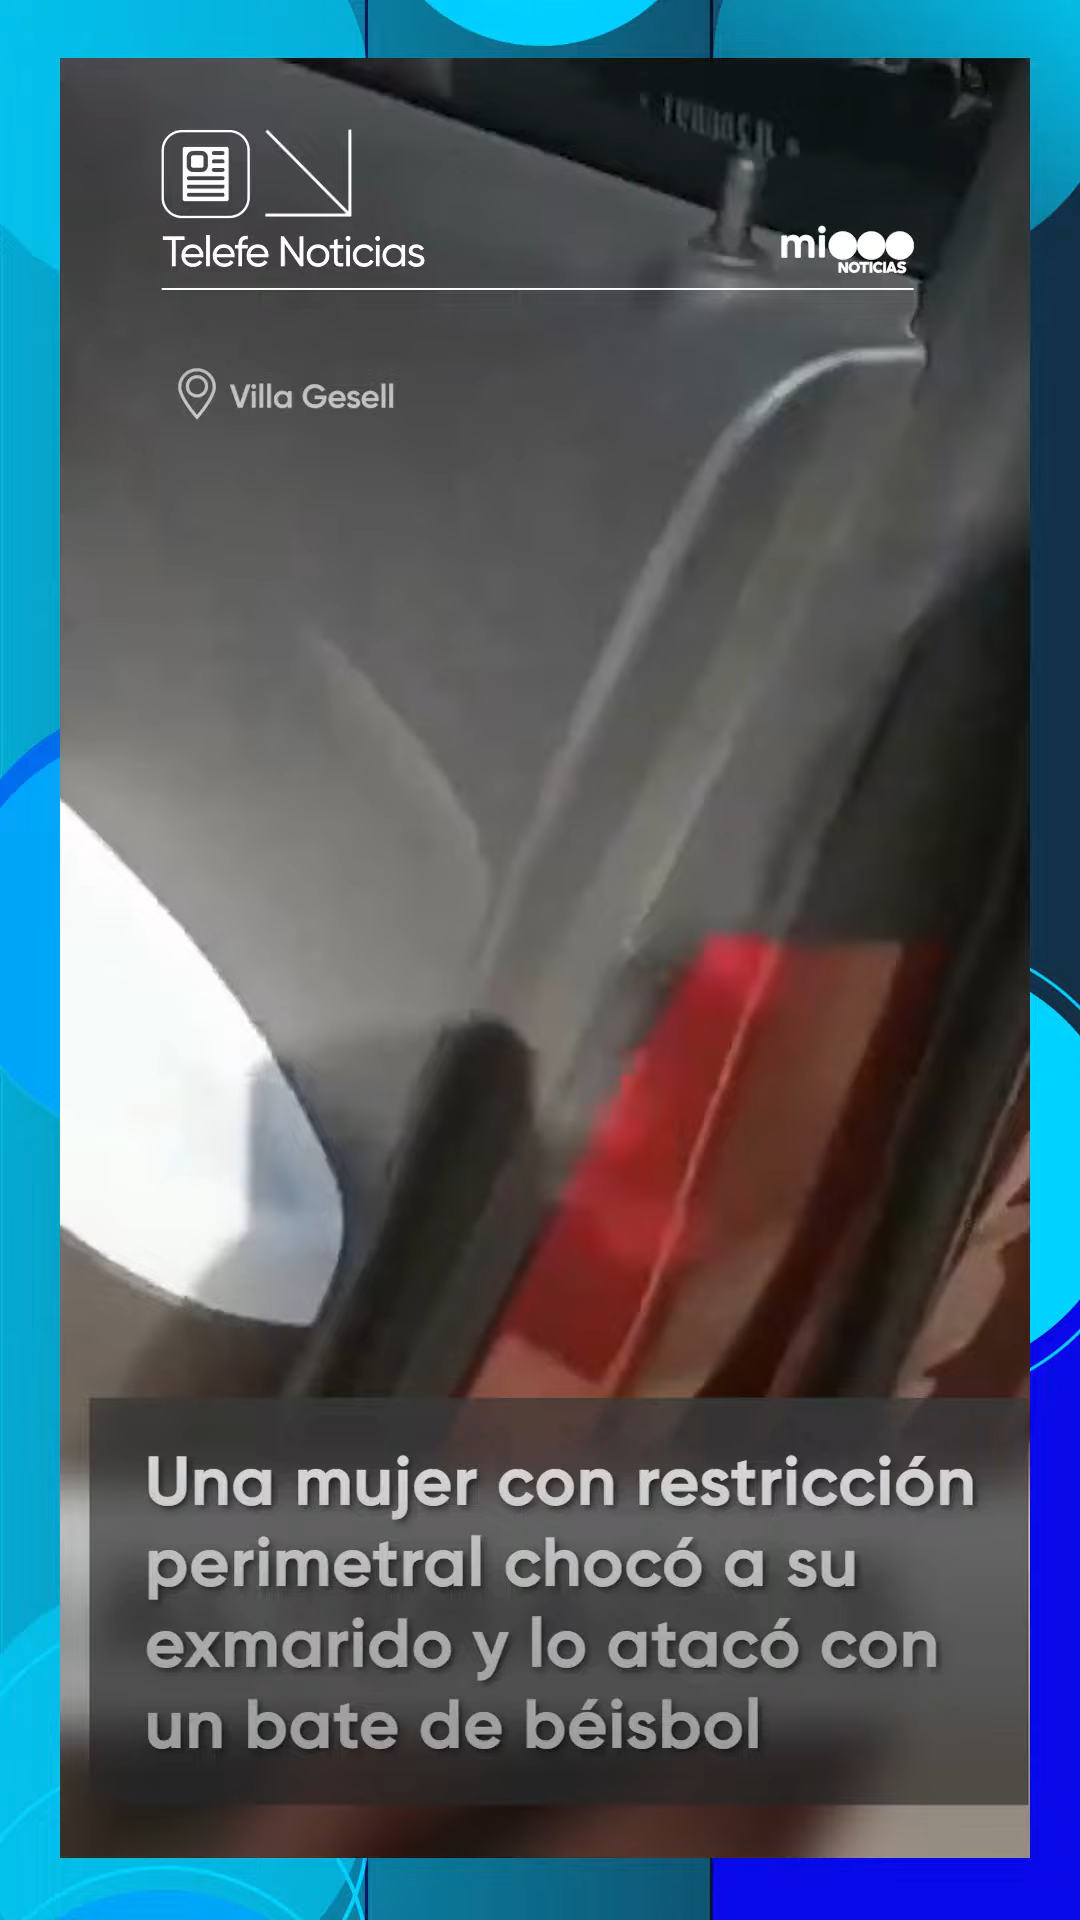 Telefe Noticias
mi
NOTICIAS
Villa Gesell
Una mujer con restricción
perimetral chocó a su
exmarido y lo atacó con
un bate de béisbol